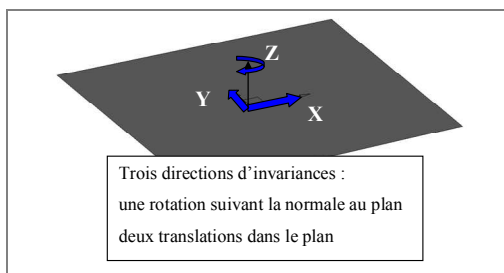 Z
Y
X
Trois directions d'invariances :
une rotation suivant la normale au plan
deux translations dans le plan